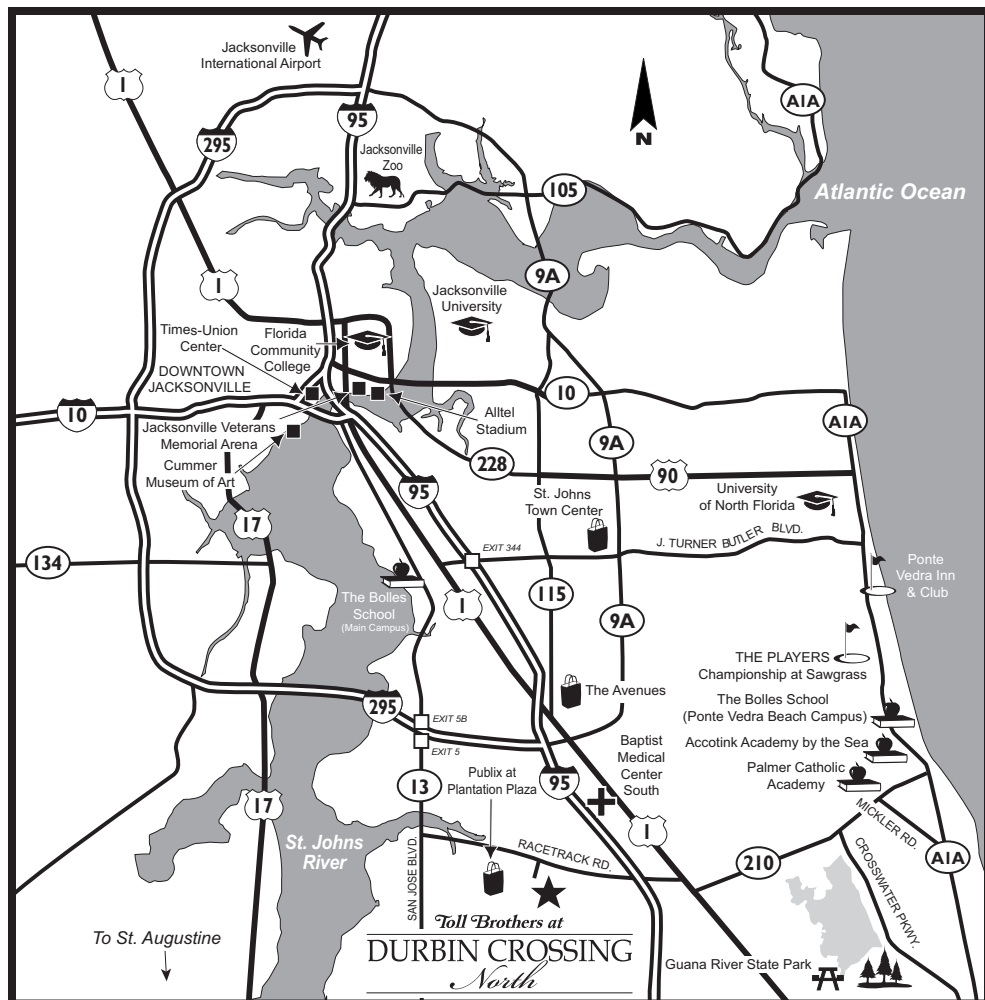 Jacksonville
International Airport
1
95
295
Jacksonville
Zoo
N
A1A
105
Atlantic Ocean
9A
1
Jacksonville
University
Times-Union
Center
Florida
Community
College
DOWNTOWN
JACKSONVILLE
10
10
A1A
Jacksonville Veterans
Memorial Arena
Alltel
Stadium
9A
Cummer
Museum of Art
228
90
95
St. Johns
Town Center
University
of North Florida
17
J. TURNER BUTLER BLVD.
EXIT 344
134
Ponte
Vedra Inn
& Club
The Bolles
School
(Main Campus)
1
115
9A
THE PLAYERS
Championship at Sawgrass
The Avenues
295
The Bolles School
(Ponte Vedra Beach Campus)
EXIT 5B
EXIT 5
Accotink Academy by the Sea
Baptist
Medical
Center
South
Palmer Catholic
Academy
13
Publix at
Plantation Plaza
95
17
1
MICKLER RD.
St. Johns
River
SAN JOSE BLVD.
RACETRACK RD.
210
A1A
CROSSWATER PKWY.
Toll Brothers at
DURBIN CROSSING
North
To St. Augustine
Guana River State Park